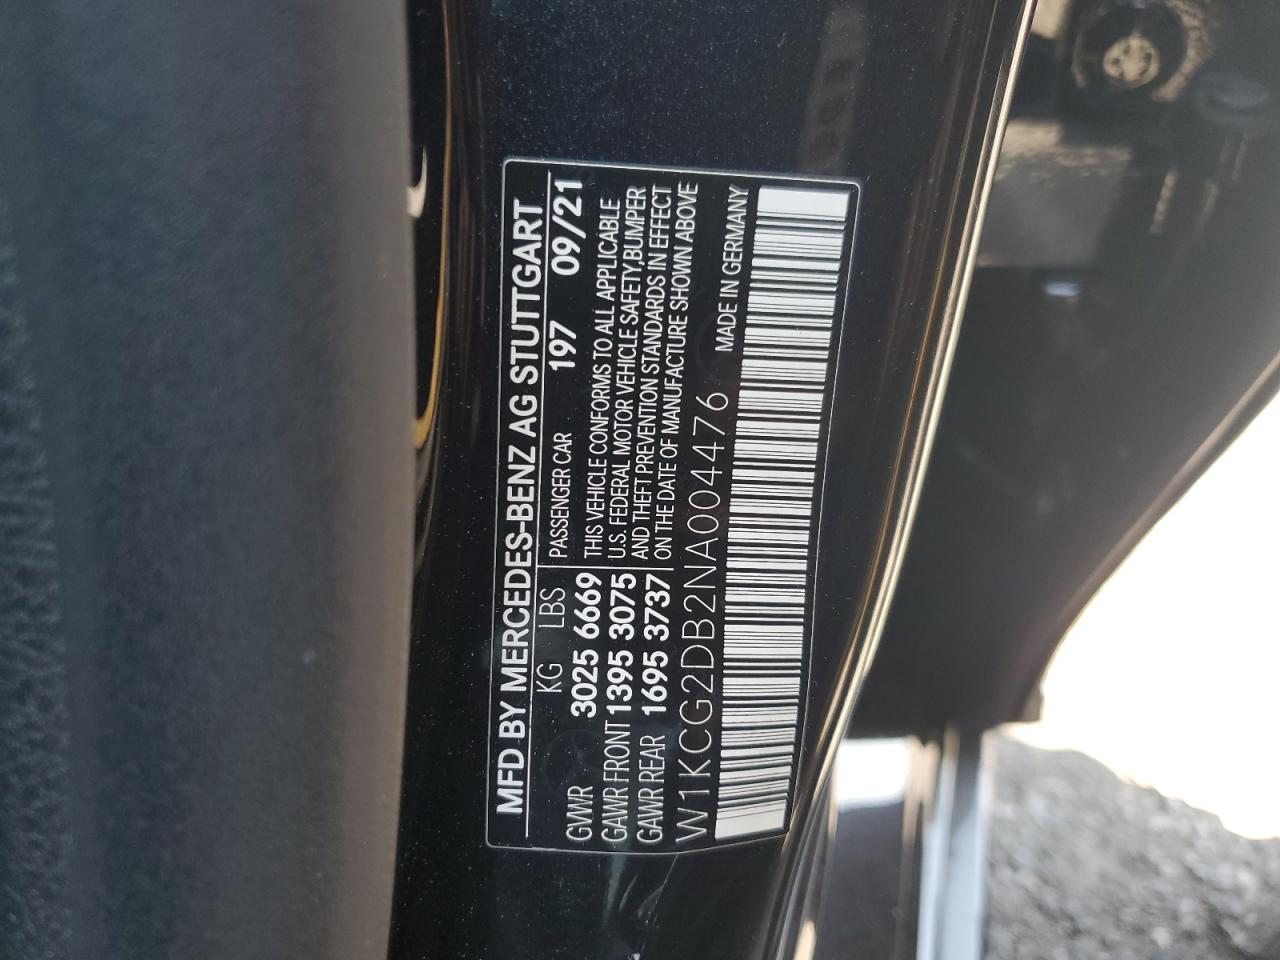 MFD BY MERCEDES-BENZ AG STUTTGART
KG LBS PASSENGER CAR 197 09/21
GVWR 3025 6669
GAWR FRONT 1395 3075
GAWR REAR 1695 3737
THIS VEHICLE CONFORMS TO ALL APPLICABLE
U.S. FEDERAL MOTOR VEHICLE SAFETY,BUMPER
AND THEFT PREVENTION STANDARDS IN EFFECT
ON THE DATE OF MANUFACTURE SHOWN ABOVE
W1KCG2DB2NA004476 MADE IN GERMANY